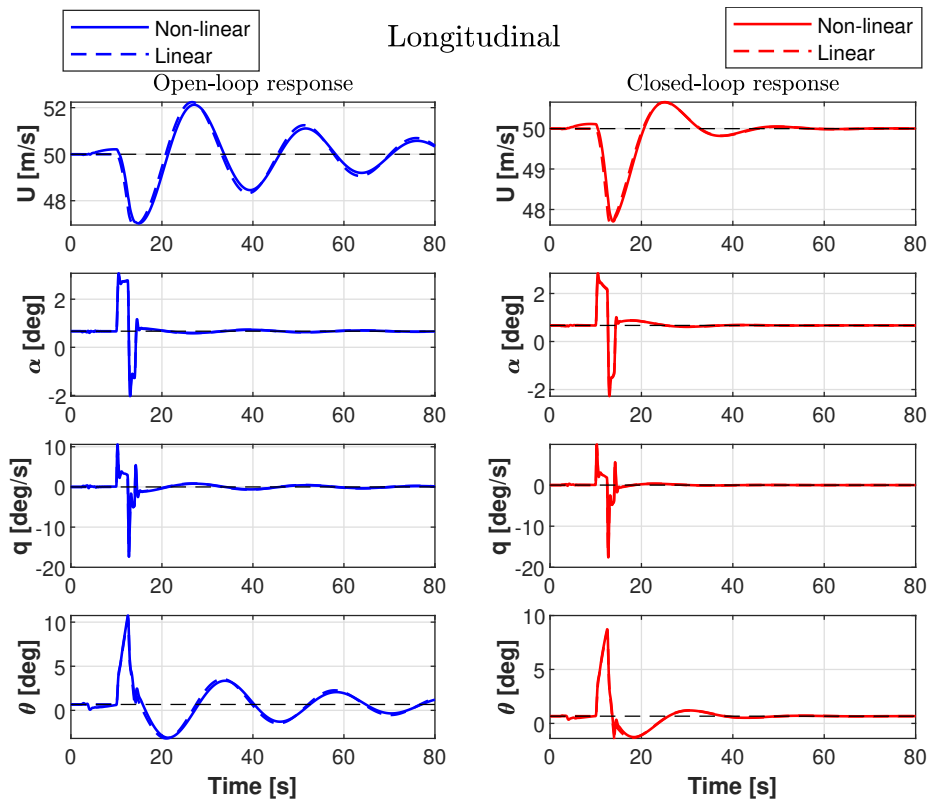 Longitudinal
Non-linear
Linear
Non-linear
Linear
Open-loop response
Closed-loop response
U [m/s]
52
50
48
0 20 40 60 80
U [m/s]
50
49
48
0 20 40 60 80
α [deg]
2
0
-2
0 20 40 60 80
α [deg]
2
0
-2
0 20 40 60 80
q [deg/s]
10
0
-10
-20
0 20 40 60 80
q [deg/s]
0
-10
-20
0 20 40 60 80
θ [deg]
10
5
0
0 20 40 60 80
Time [s]
θ [deg]
10
5
0
0 20 40 60 80
Time [s]